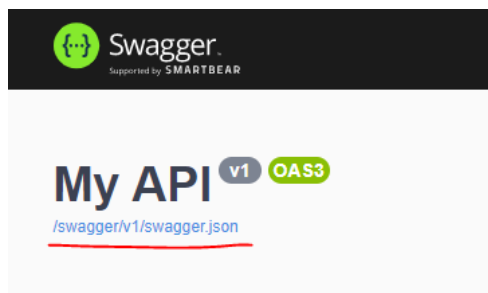 {···} Swagger.
Supported by SMARTBEAR
My API v1 OAS3
/swagger/v1/swagger.json